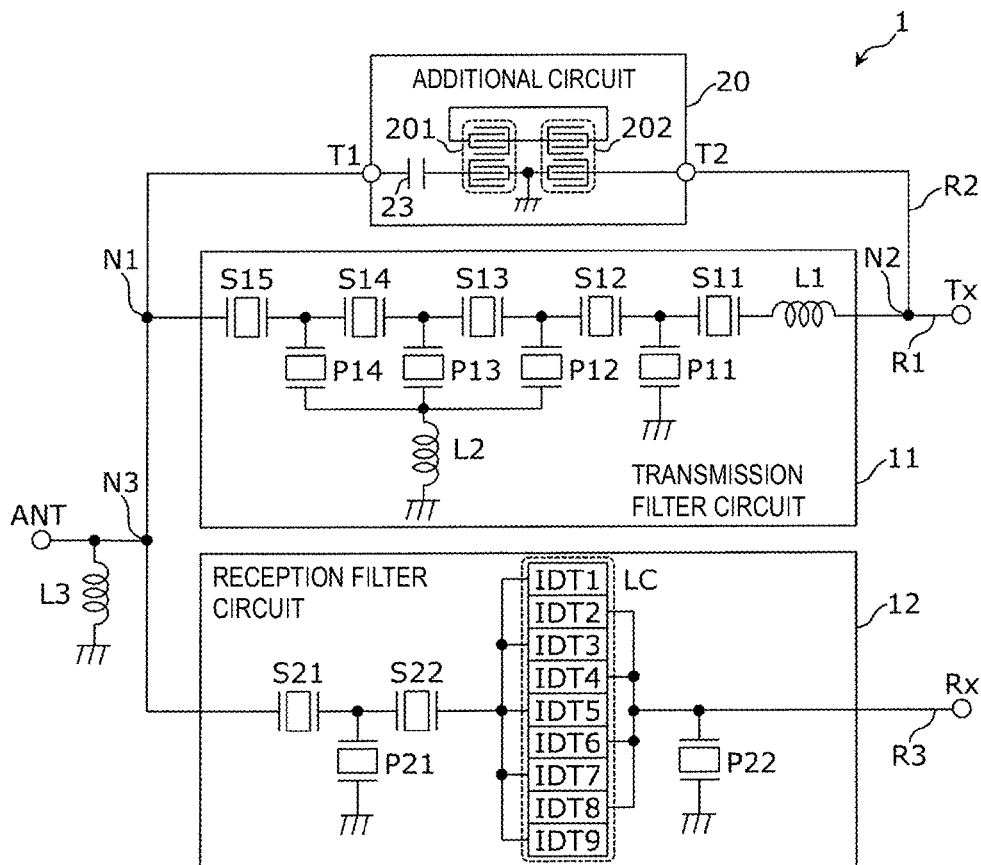 1
ADDITIONAL CIRCUIT
20
201
202
T1
T2
23
R2
N1
S15
S14
S13
S12
S11
L1
N2
Tx
R1
P14
P13
P12
P11
L2
TRANSMISSION
FILTER CIRCUIT
11
N3
ANT
L3
RECEPTION FILTER
CIRCUIT
IDT1
LC
12
IDT2
IDT3
IDT4
S21
S22
IDT5
Rx
R3
IDT6
P21
P22
IDT7
IDT8
IDT9